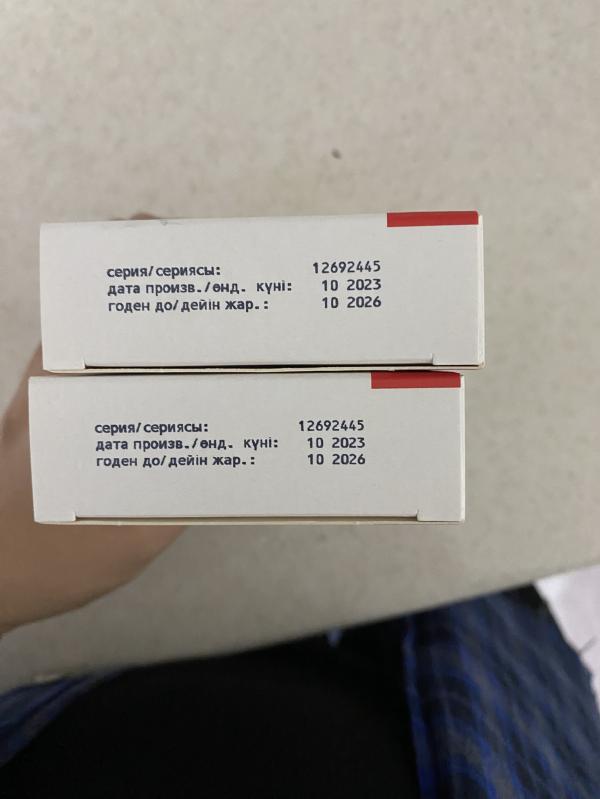 серия/сериясы: 12692445
дата произв./өнд. күні: 10 2023
годен до/дейін жар.: 10 2026
серия/сериясы: 12692445
дата произв./өнд. күні: 10 2023
годен до/дейін жар.: 10 2026